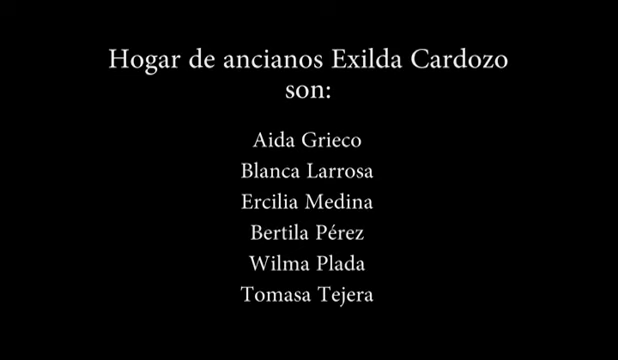 Hogar de ancianos Exilda Cardozo
son:
Aida Grieco
Blanca Larrosa
Ercilia Medina
Bertila Pérez
Wilma Plada
Tomasa Tejera